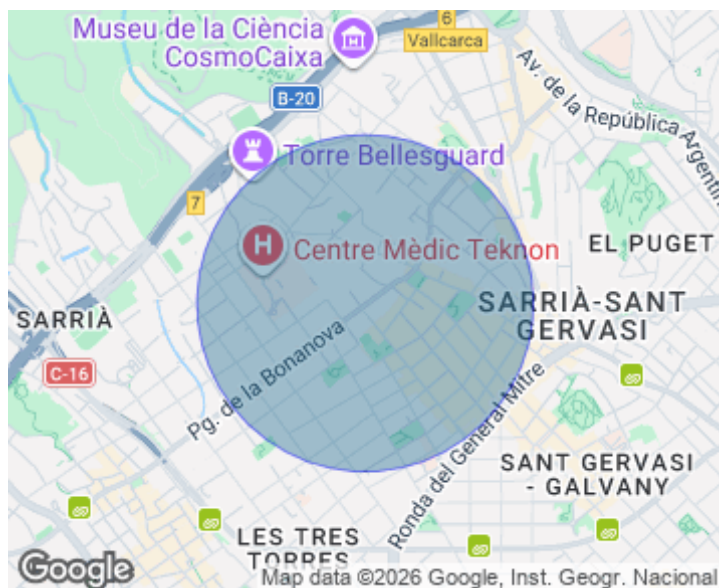 Museu de la Ciència
CosmoCaixa
6
Vallcarca
B-20
Av. de la República Argentin
Torre Bellesguard
7
H
Centre Mèdic Teknon
EL PUGET
SARRIÀ
SARRIÀ-SANT
GERVASI
C-16
Pg. de la Bonanova
Ronda del General Mitre
SANT GERVASI
- GALVANY
LES TRES
TORRES
Google
Map data ©2026 Google, Inst. Geogr. Nacional